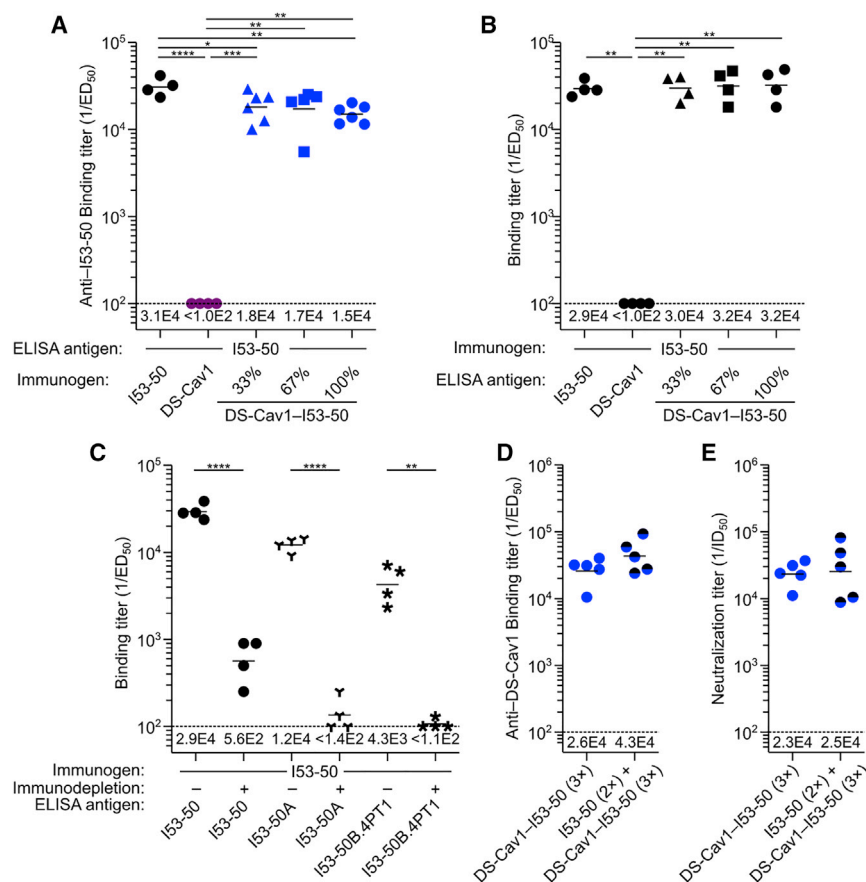 A
**
**
**
*
****
***
10⁵
10⁴
10³
10²
Anti–I53-50 Binding titer (1/ED₅₀)
3.1E4 <1.0E2 1.8E4 1.7E4 1.5E4
ELISA antigen: I53-50
Immunogen: I53-50 DS-Cav1 33% 67% 100%
DS-Cav1–I53-50
B
**
**
** **
10⁵
10⁴
10³
10²
Binding titer (1/ED₅₀)
2.9E4 <1.0E2 3.0E4 3.2E4 3.2E4
Immunogen: I53-50
ELISA antigen: I53-50 DS-Cav1 33% 67% 100%
DS-Cav1–I53-50
C
**** **** **
10⁵
10⁴
10³
10²
Binding titer (1/ED₅₀)
2.9E4 5.6E2 1.2E4 <1.4E2 4.3E3 <1.1E2
Immunogen: I53-50
Immunodepletion: – + – + – +
ELISA antigen: I53-50 I53-50 I53-50A I53-50A I53-50B.4PT1 I53-50B.4PT1
D
10⁶
10⁵
10⁴
10³
10²
Anti–DS-Cav1 Binding titer (1/ED₅₀)
2.6E4 4.3E4
DS-Cav1–I53-50 (3×)
I53-50 (2×) +
DS-Cav1–I53-50 (3×)
E
10⁶
10⁵
10⁴
10³
10²
Neutralization titer (1/ID₅₀)
2.3E4 2.5E4
DS-Cav1–I53-50 (3×)
I53-50 (2×) +
DS-Cav1–I53-50 (3×)